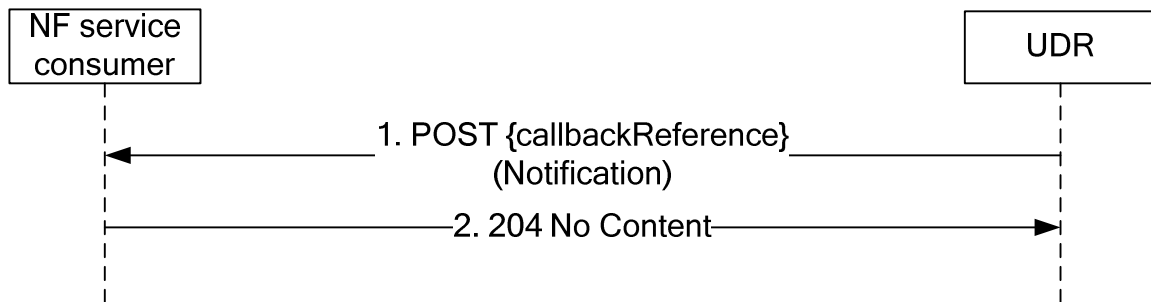 NF service
consumer
UDR
1. POST {callbackReference}
(Notification)
2. 204 No Content